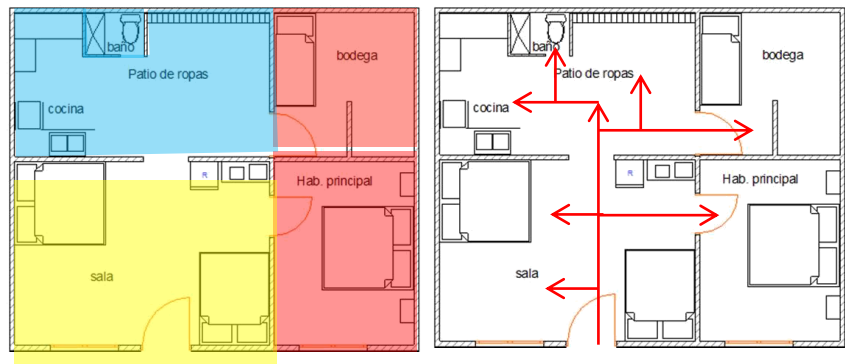 baño
bodega
Patio de ropas
cocina
R
Hab. principal
sala
baño
bodega
Patio de ropas
cocina
R
Hab. principal
sala